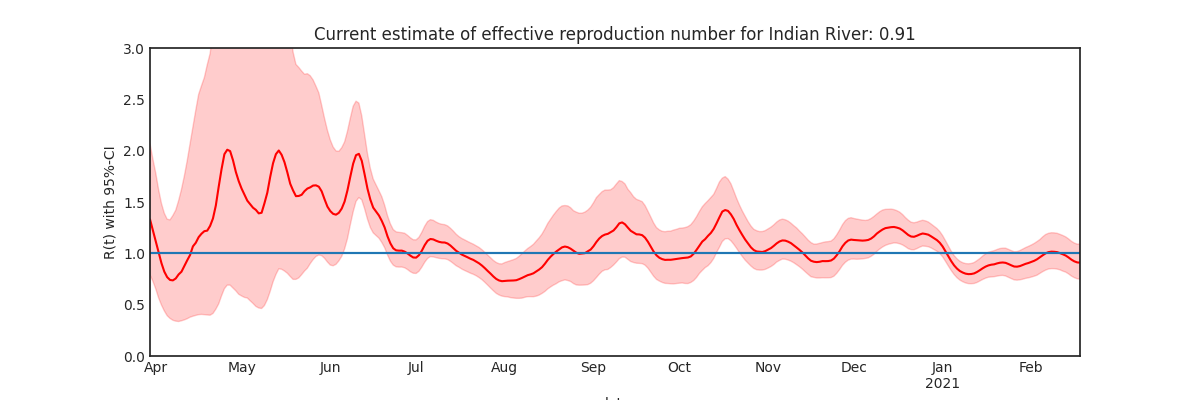 Current estimate of effective reproduction number for Indian River: 0.91
R(t) with 95%-CI
3.0
2.5
2.0
1.5
1.0
0.5
0.0
Apr May Jun Jul Aug Sep Oct Nov Dec Jan Feb
2021